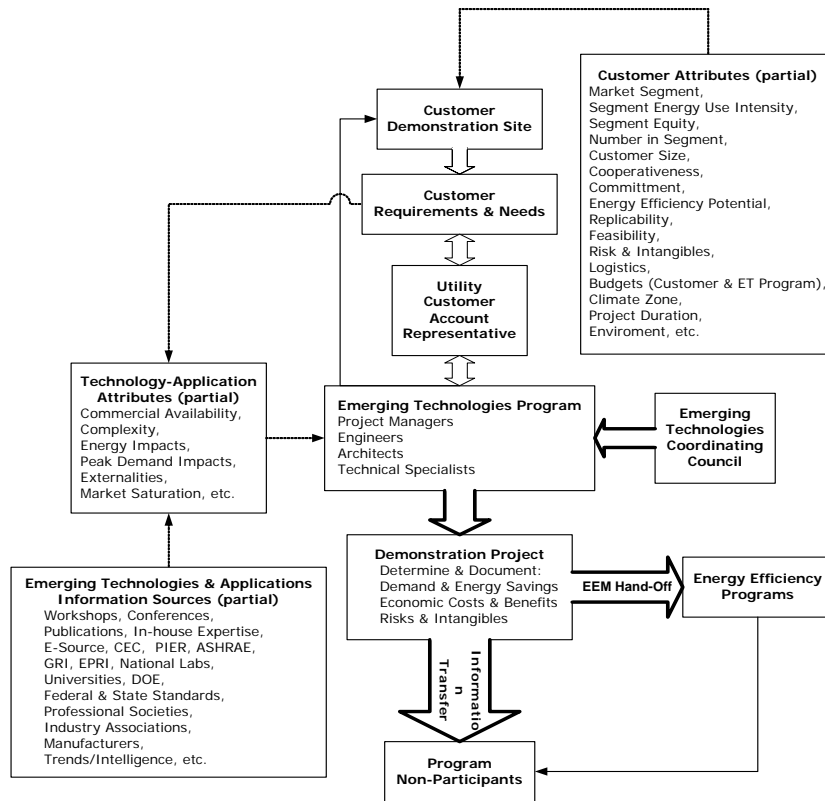 Customer Attributes (partial)
Market Segment,
Segment Energy Use Intensity,
Segment Equity,
Number in Segment,
Customer Size,
Cooperativeness,
Committment,
Energy Efficiency Potential,
Replicability,
Feasibility,
Risk & Intangibles,
Logistics,
Budgets (Customer & ET Program),
Climate Zone,
Project Duration,
Enviroment, etc.
Customer
Demonstration Site
Customer
Requirements & Needs
Utility
Customer
Account
Representative
Technology-Application
Attributes (partial)
Commercial Availability,
Complexity,
Energy Impacts,
Peak Demand Impacts,
Externalities,
Market Saturation, etc.
Emerging Technologies Program
Project Managers
Engineers
Architects
Technical Specialists
Emerging
Technologies
Coordinating
Council
Emerging Technologies & Applications
Information Sources (partial)
Workshops, Conferences,
Publications, In-house Expertise,
E-Source, CEC, PIER, ASHRAE,
GRI, EPRI, National Labs,
Universities, DOE,
Federal & State Standards,
Professional Societies,
Industry Associations,
Manufacturers,
Trends/Intelligence, etc.
Demonstration Project
Determine & Document:
Demand & Energy Savings
Economic Costs & Benefits
Risks & Intangibles
EEM Hand-Off
Energy Efficiency
Programs
Informatio
n
Transfer
Program
Non-Participants